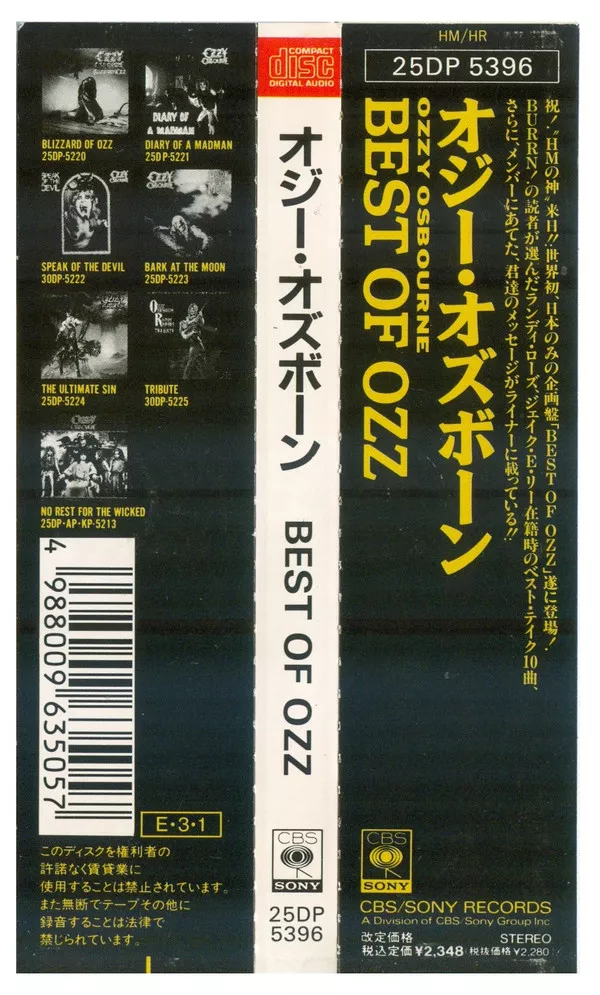 BLIZZARD OF OZZ
25DP-5220
DIARY OF A MADMAN
25DP-5221
SPEAK OF THE DEVIL
30DP-5222
BARK AT THE MOON
25DP-5223
THE ULTIMATE SIN
25DP-5224
TRIBUTE
30DP-5225
NO REST FOR THE WICKED
25DP・AP・KP-5213
4 988009 635057
E・3・1
このディスクを権利者の
許諾なく賃貸業に
使用することは禁止されています。
また無断でテープその他に
録音することは法律で
禁じられています。
COMPACT
disc
DIGITAL AUDIO
オジー・オズボーン
BEST OF OZZ
CBS
SONY
25DP
5396
HM/HR
25DP 5396
祝!"HMの神"来日!!世界初、日本のみの企画盤「BEST OF OZZ」遂に登場!
BURRN!の読者が選んだランディ・ローズ、ジェイク・E・リー在籍時のベスト・テイク10曲、
さらに、メンバーにあてた、君達のメッセージがライナーに載っている!!
オジー・オズボーン
OZZY OSBOURNE
BEST OF OZZ
CBS
SONY
CBS/SONY RECORDS
A Division of CBS/Sony Group Inc.
改定価格
STEREO
税込定価¥2,348
税抜価格¥2,280